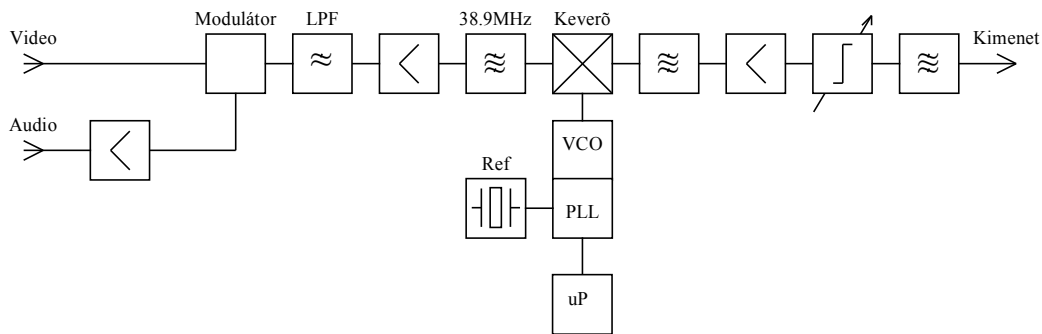 Modulátor
LPF
38.9MHz
Keverõ
Kimenet
Video
Audio
VCO
Ref
PLL
uP